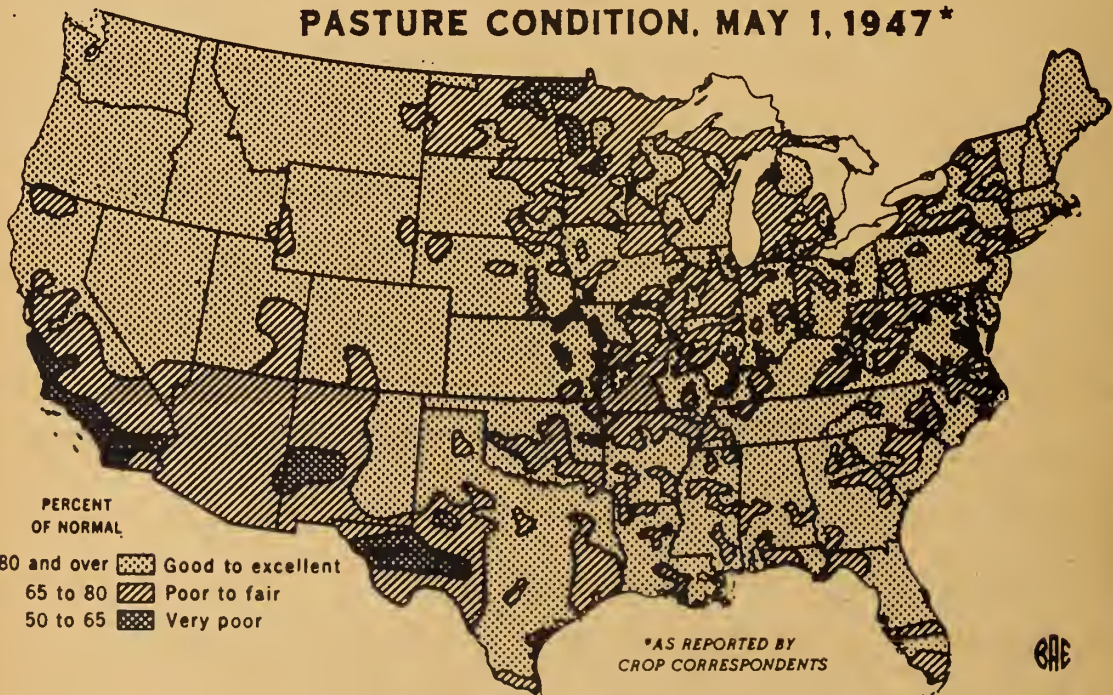 PASTURE CONDITION, MAY 1, 1947*
PERCENT
OF NORMAL
80 and over Good to excellent
65 to 80 Poor to fair
50 to 65 Very poor
*AS REPORTED BY
CROP CORRESPONDENTS
BAE